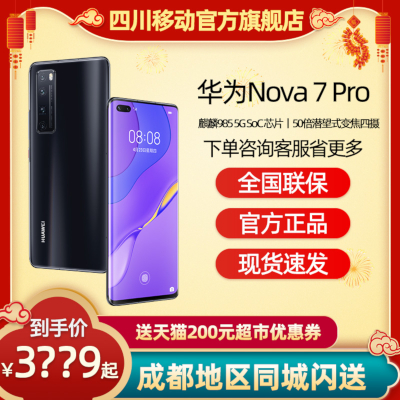 四川移动官方旗舰店
华为Nova 7 Pro
麒麟985 5G SoC芯片丨50倍潜望式变焦四摄
下单咨询客服省更多
全国联保
官方正品
现货速发
08:08
HUAWEI
到手价
¥3??9起
送天猫200元超市优惠券
成都地区同城闪送